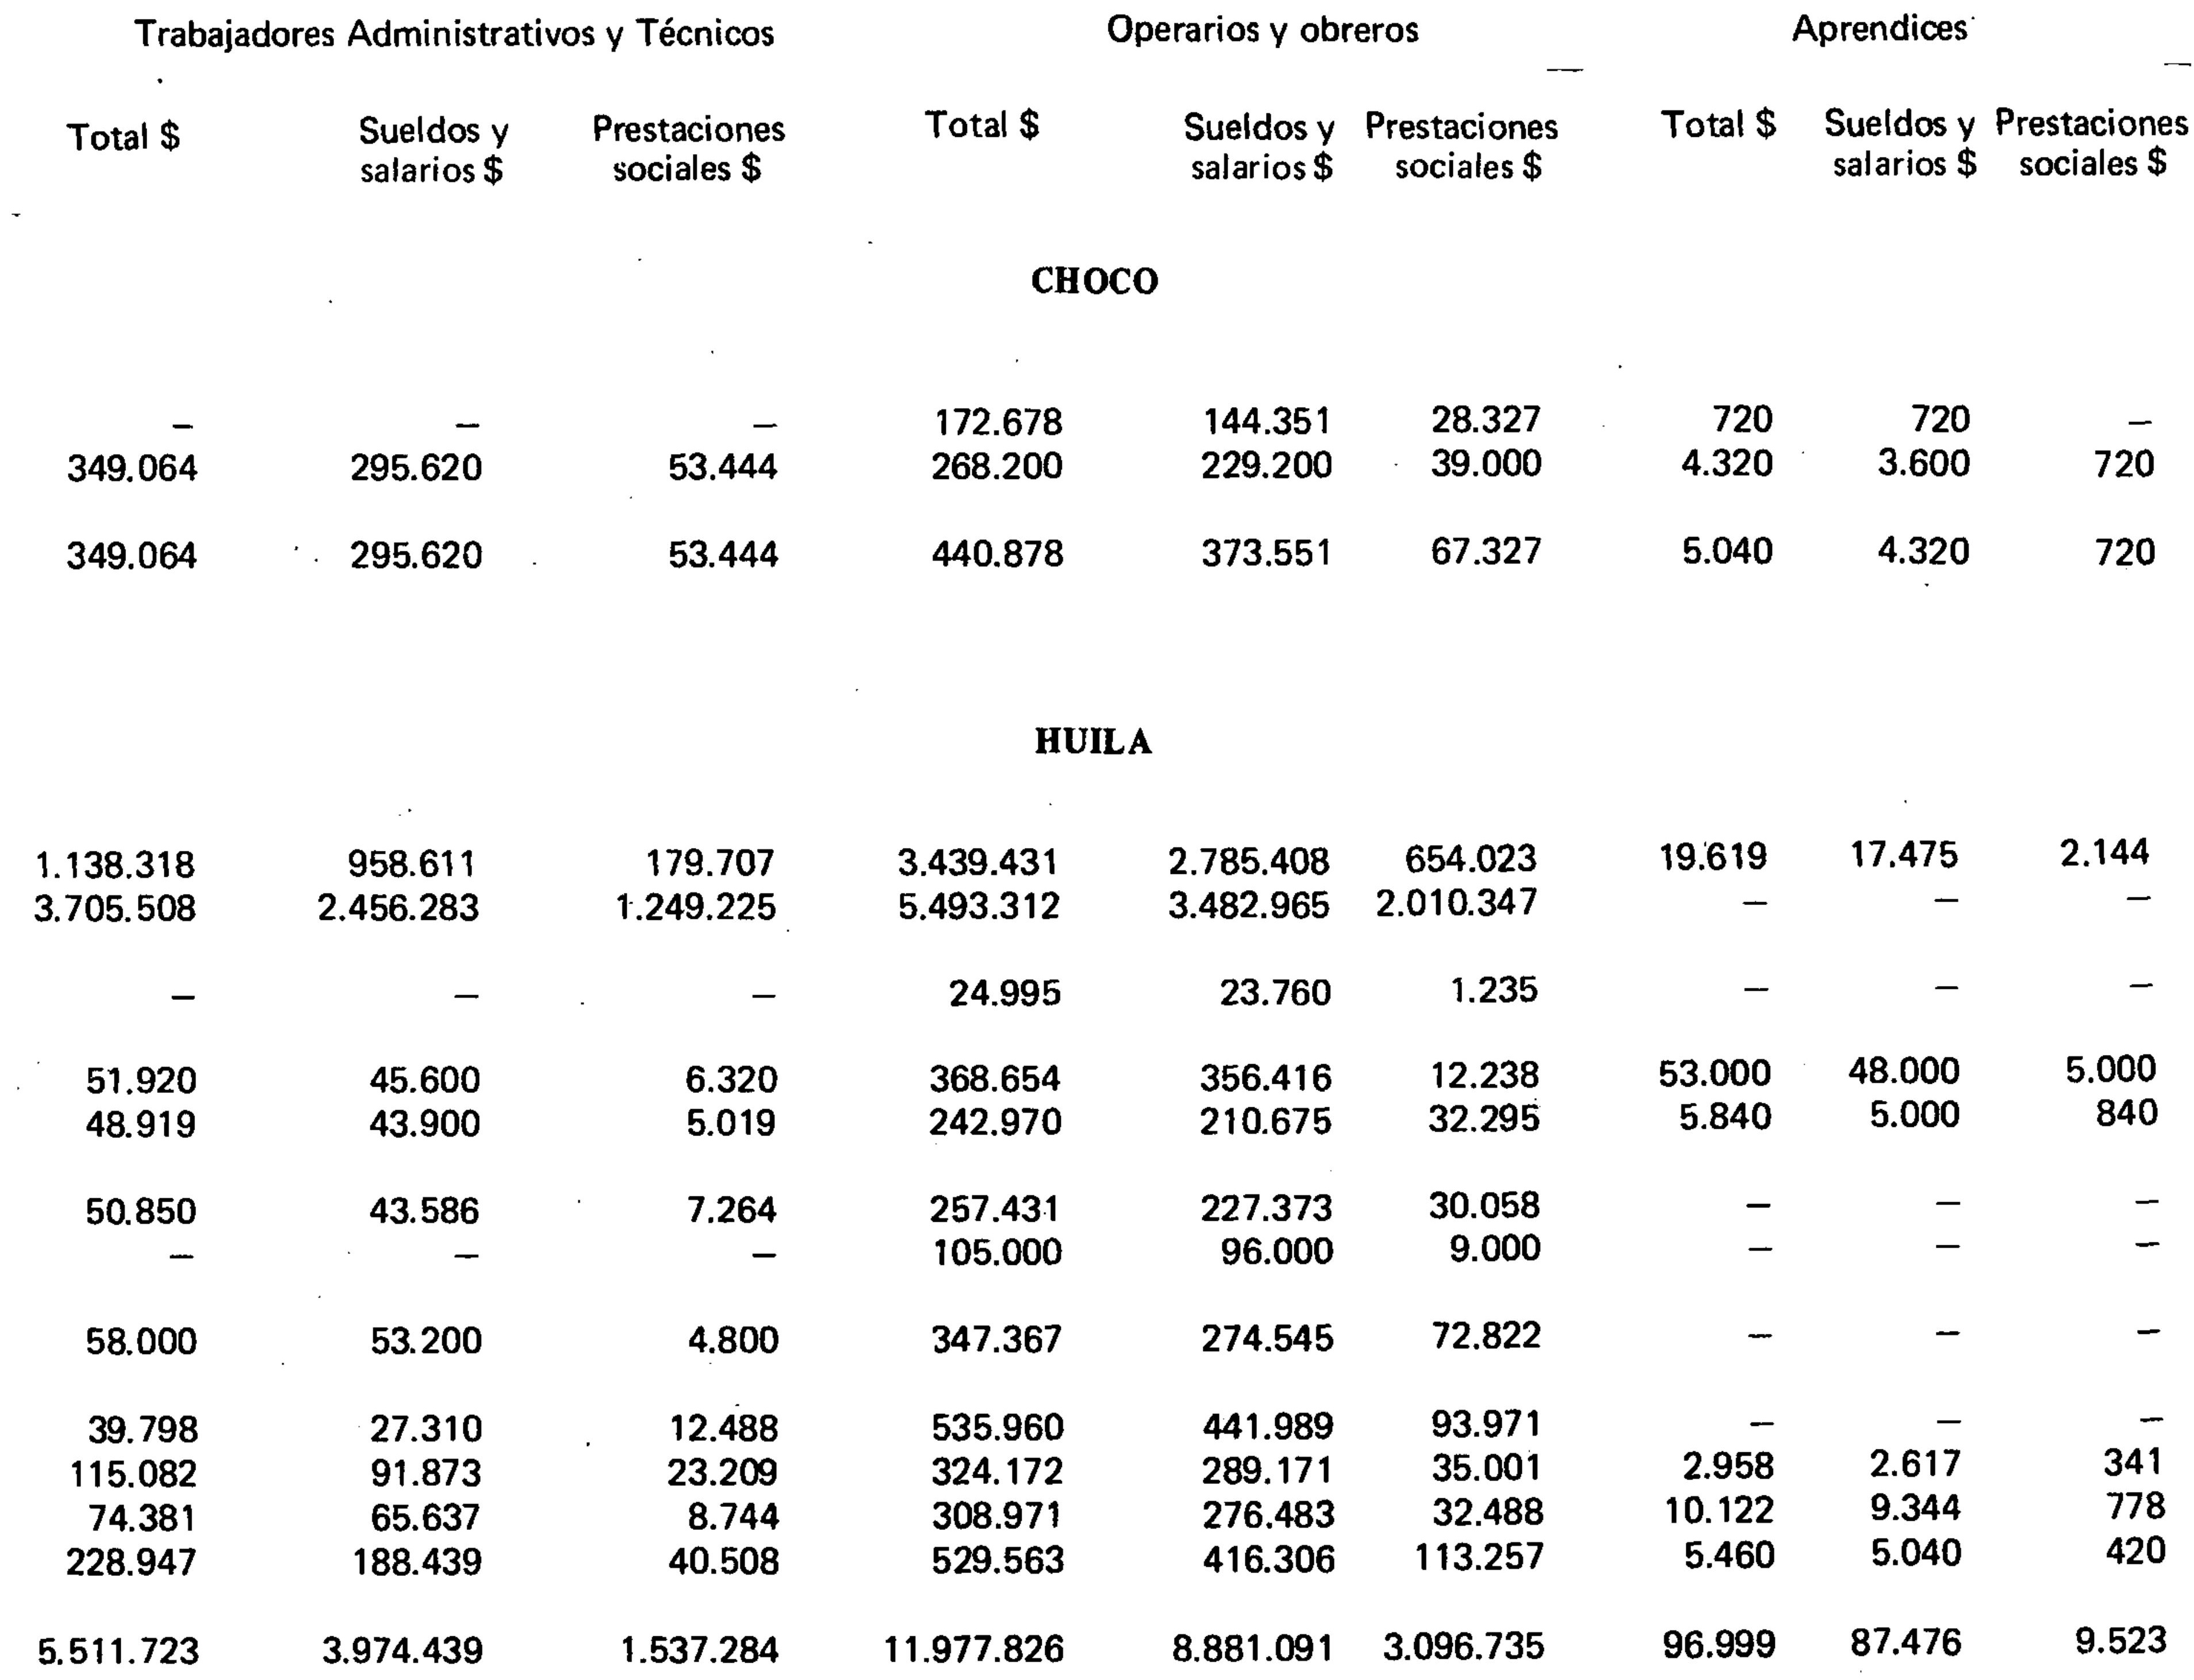 Trabajadores Administrativos y Técnicos Operarios y obreros Aprendices
Total $ Sueldos y Prestaciones Total $ Sueldos y Prestaciones Total $ Sueldos y Prestaciones
salarios $ sociales $ salarios $ sociales $ salarios $ sociales $
CHOCO
— — — 172.678 144.351 28.327 720 720 —
349.064 295.620 53.444 268.200 229.200 39.000 4.320 3.600 720
349.064 295.620 53.444 440.878 373.551 67.327 5.040 4.320 720
HUILA
1.138.318 958.611 179.707 3.439.431 2.785.408 654.023 19.619 17.475 2.144
3.705.508 2.456.283 1.249.225 5.493.312 3.482.965 2.010.347 — — —
— — — 24.995 23.760 1.235 — — —
51.920 45.600 6.320 368.654 356.416 12.238 53.000 48.000 5.000
48.919 43.900 5.019 242.970 210.675 32.295 5.840 5.000 840
50.850 43.586 7.264 257.431 227.373 30.058 — — —
— — — 105.000 96.000 9.000 — — —
58.000 53.200 4.800 347.367 274.545 72.822 — — —
39.798 27.310 12.488 535.960 441.989 93.971 — — —
115.082 91.873 23.209 324.172 289.171 35.001 2.958 2.617 341
74.381 65.637 8.744 308.971 276.483 32.488 10.122 9.344 778
228.947 188.439 40.508 529.563 416.306 113.257 5.460 5.040 420
5.511.723 3.974.439 1.537.284 11.977.826 8.881.091 3.096.735 96.999 87.476 9.523